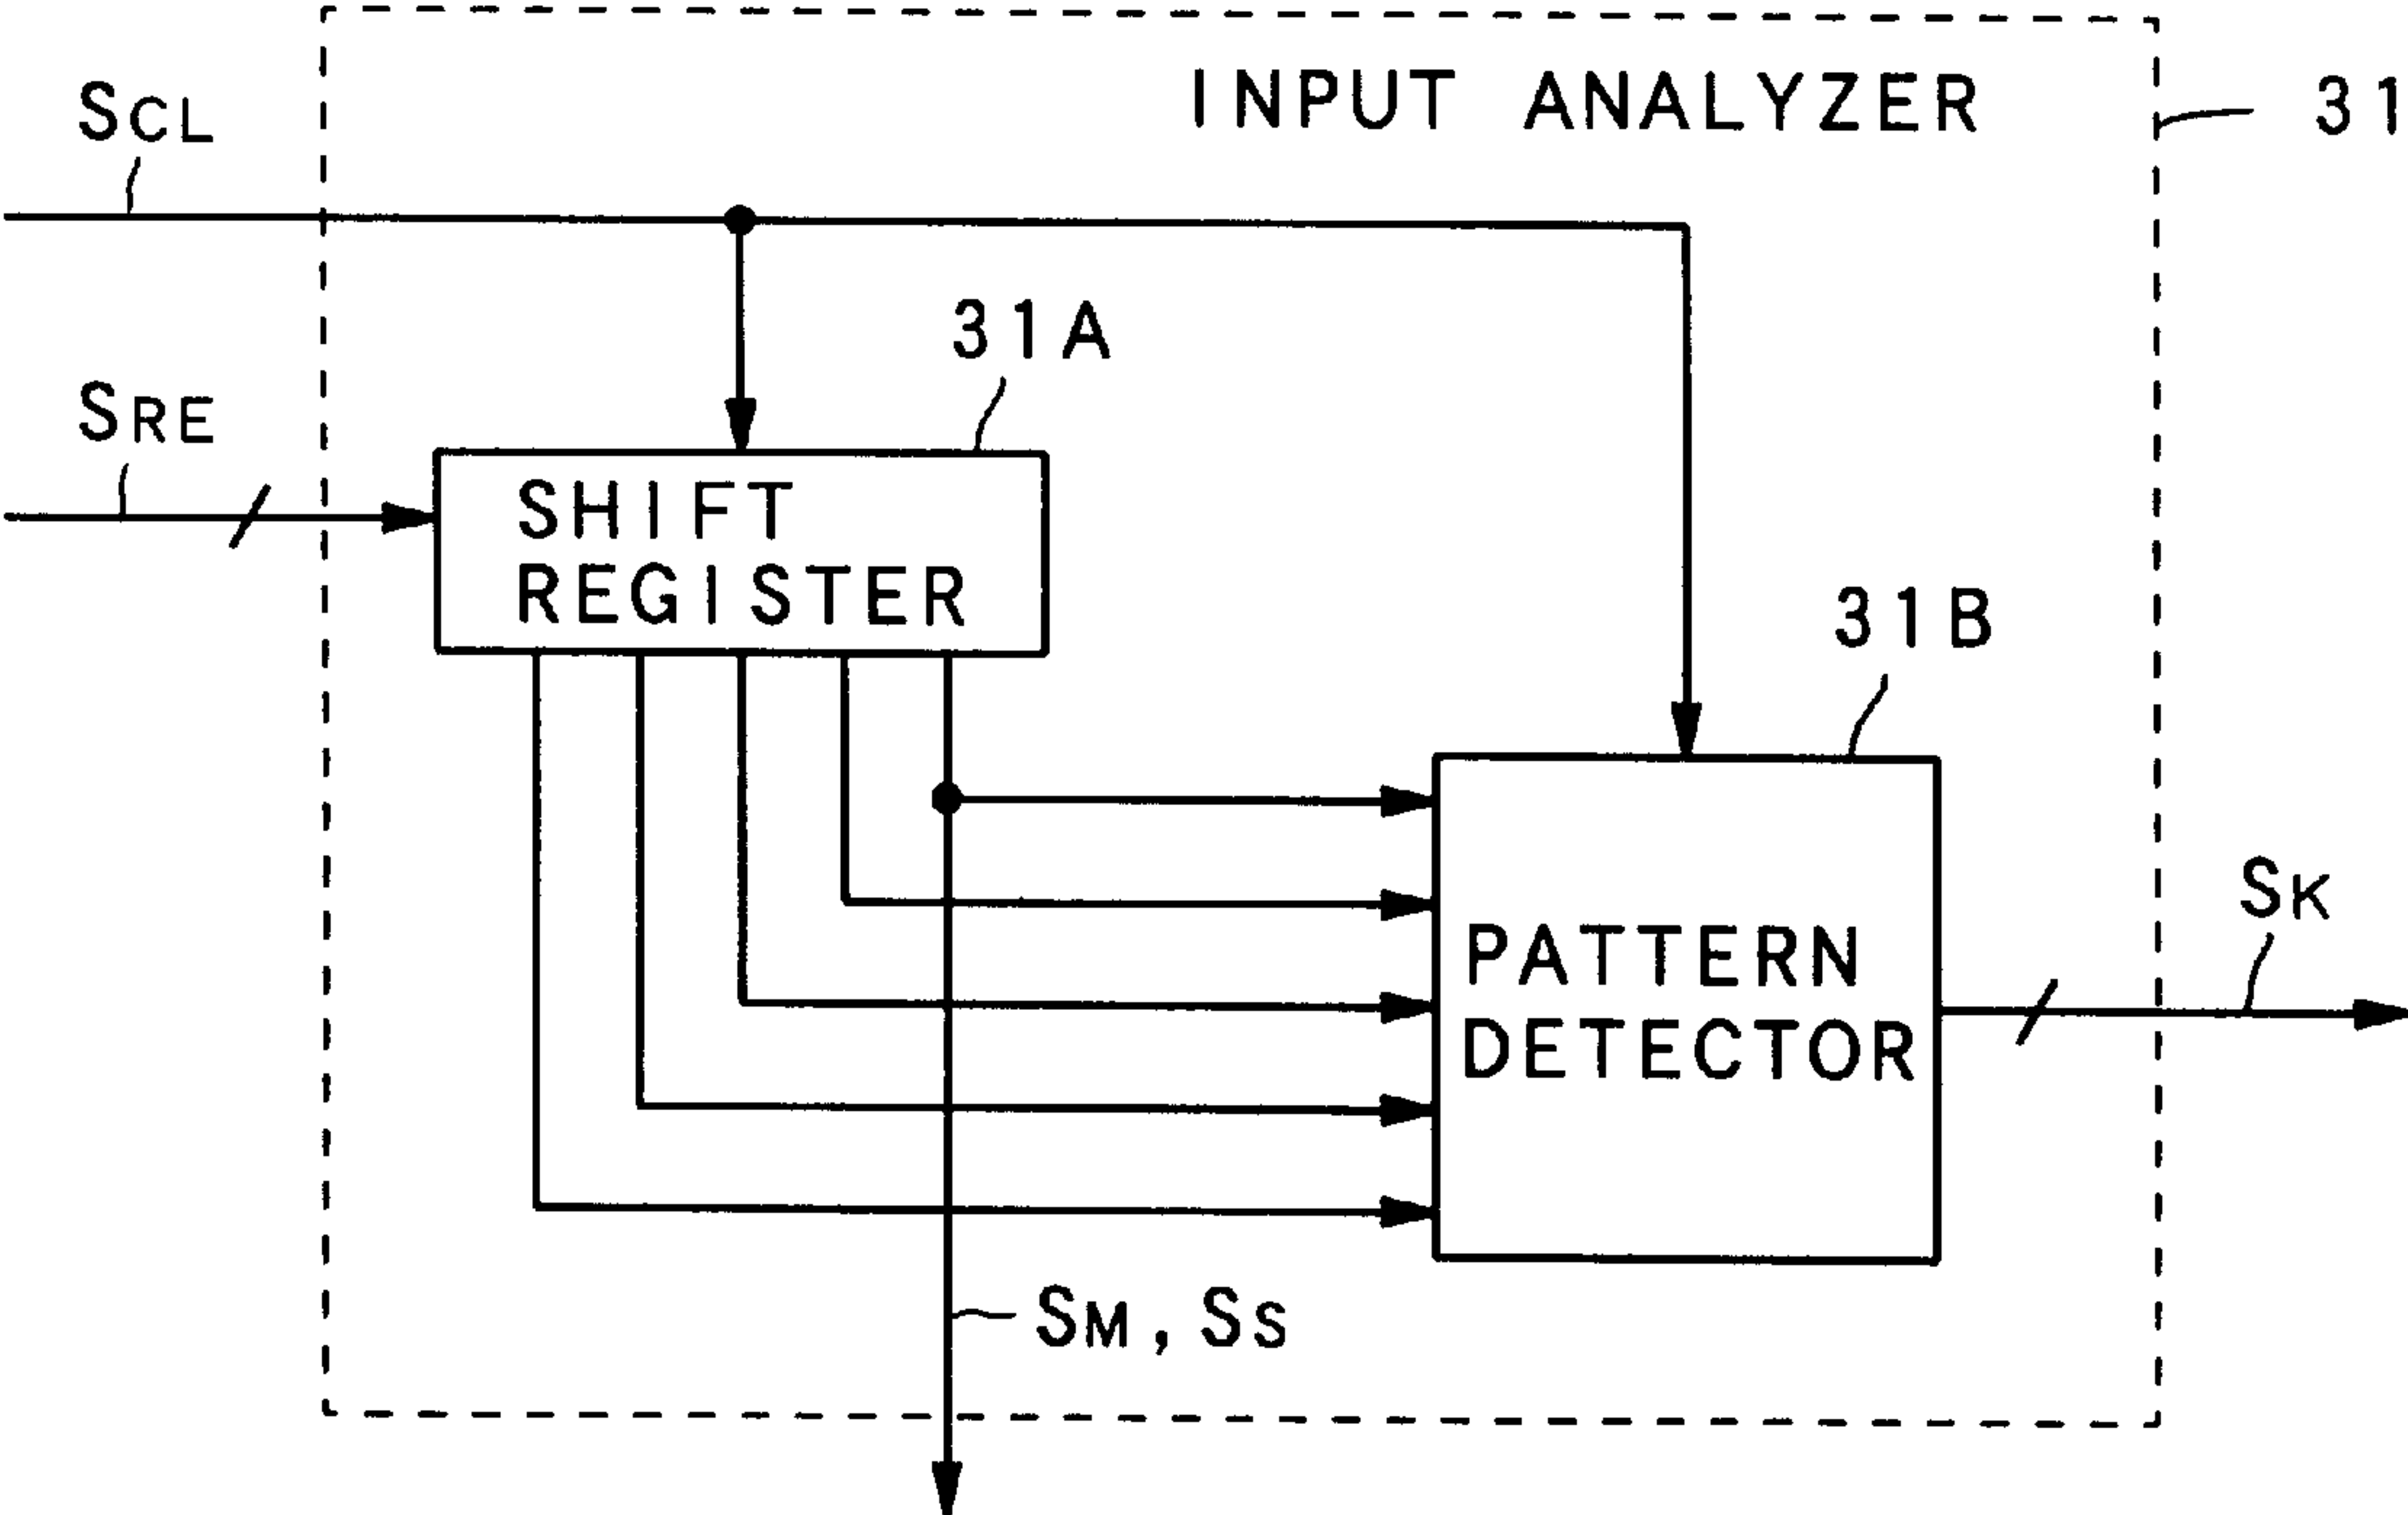 INPUT ANALYZER
31
SCL
31A
SRE
SHIFT
REGISTER
31B
SK
PATTERN
DETECTOR
SM, SS